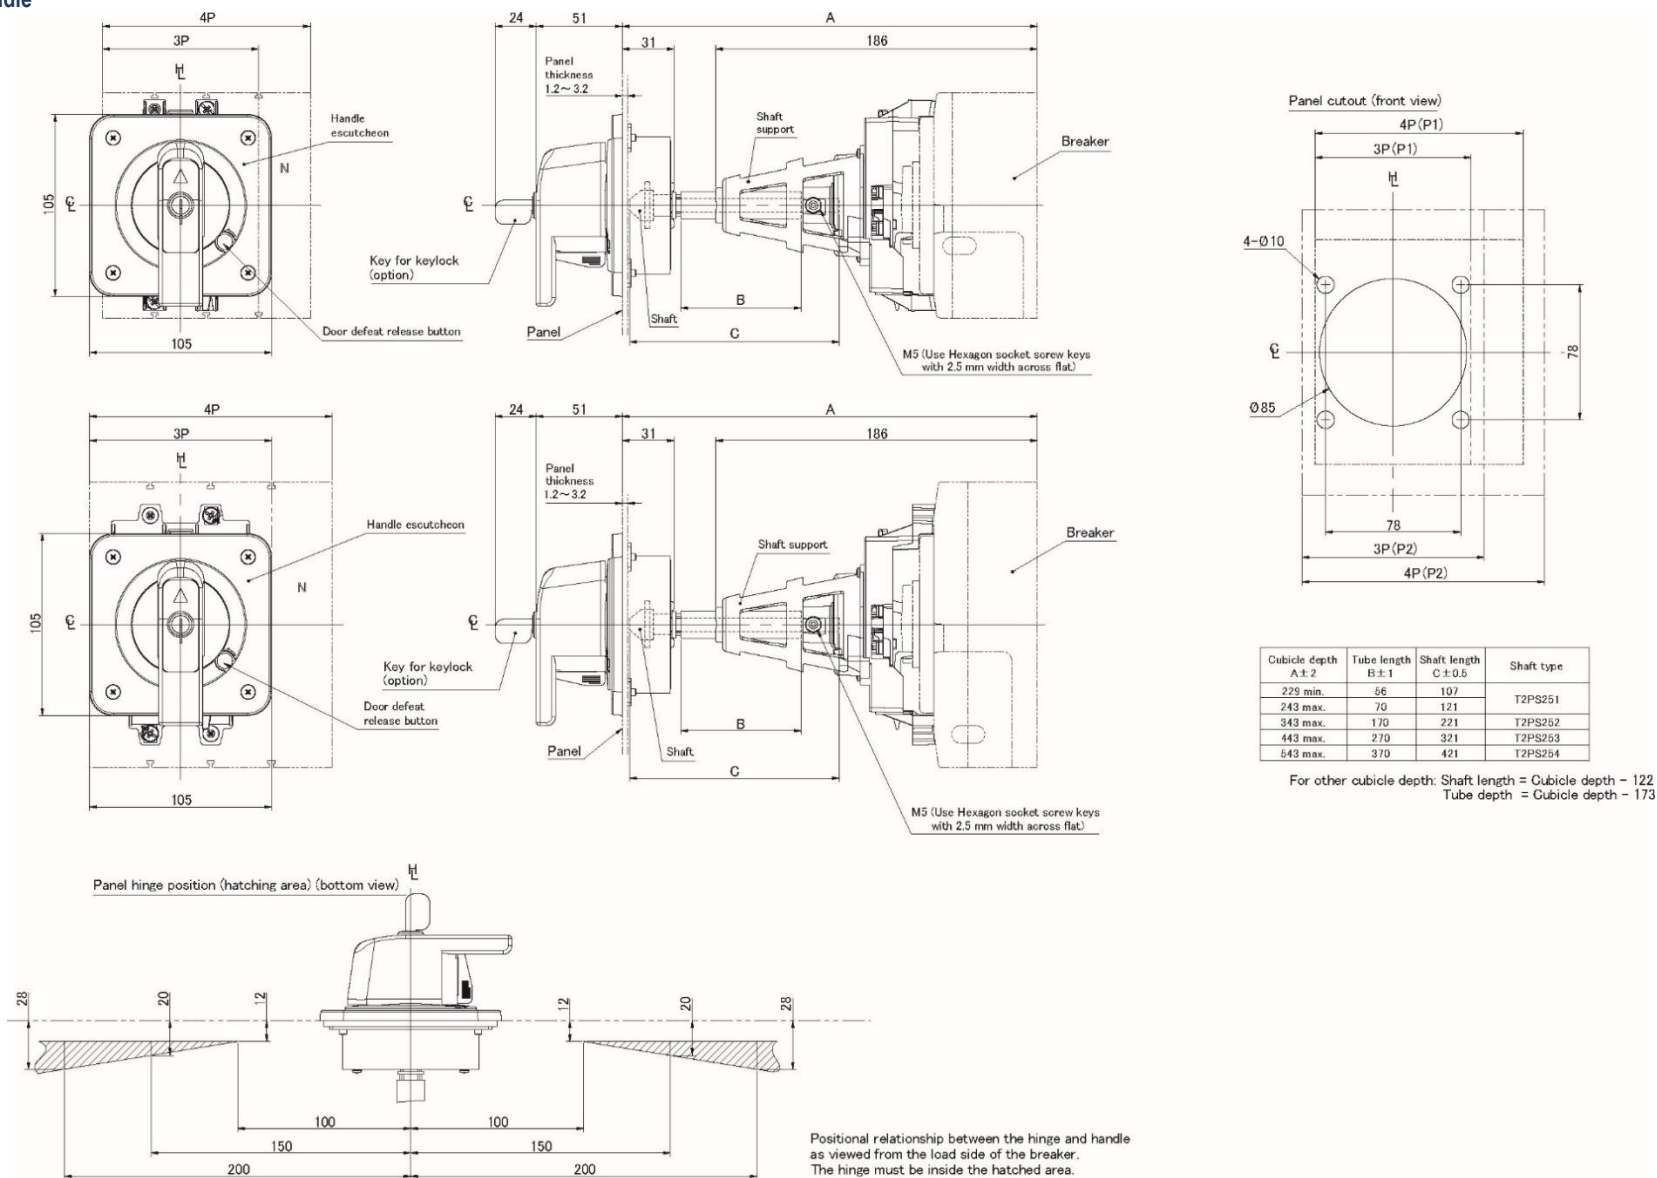 4P
3P
HL
Handle
escutcheon
N
105
CL
Door defeat release button
105
24
51
A
31
186
Panel
thickness
1.2～3.2
Shaft
support
Breaker
CL
Key for keylock
(option)
B
Shaft
Panel
C
M5 (Use Hexagon socket screw keys
with 2.5 mm width across flat)
Panel cutout (front view)
4P(P1)
3P(P1)
HL
4-Ø10
CL
78
Ø85
78
3P(P2)
4P(P2)
4P
3P
HL
Handle escutcheon
N
105
CL
Door defeat
release button
105
24
51
A
31
186
Panel
thickness
1.2～3.2
Shaft support
Breaker
CL
Key for keylock
(option)
B
Panel
Shaft
C
M5 (Use Hexagon socket screw keys
with 2.5 mm width across flat)
Cubicle depth A±2 Tube length B±1 Shaft length C±0.5 Shaft type
229 min. 56 107 T2PS251
243 max. 70 121
343 max. 170 221 T2PS252
443 max. 270 321 T2PS253
543 max. 370 421 T2PS254
For other cubicle depth: Shaft length = Cubicle depth - 122
Tube depth = Cubicle depth - 173
HL
Panel hinge position (hatching area) (bottom view)
28
20
12
12
20
28
100
100
150
150
200
200
Positional relationship between the hinge and handle
as viewed from the load side of the breaker.
The hinge must be inside the hatched area.